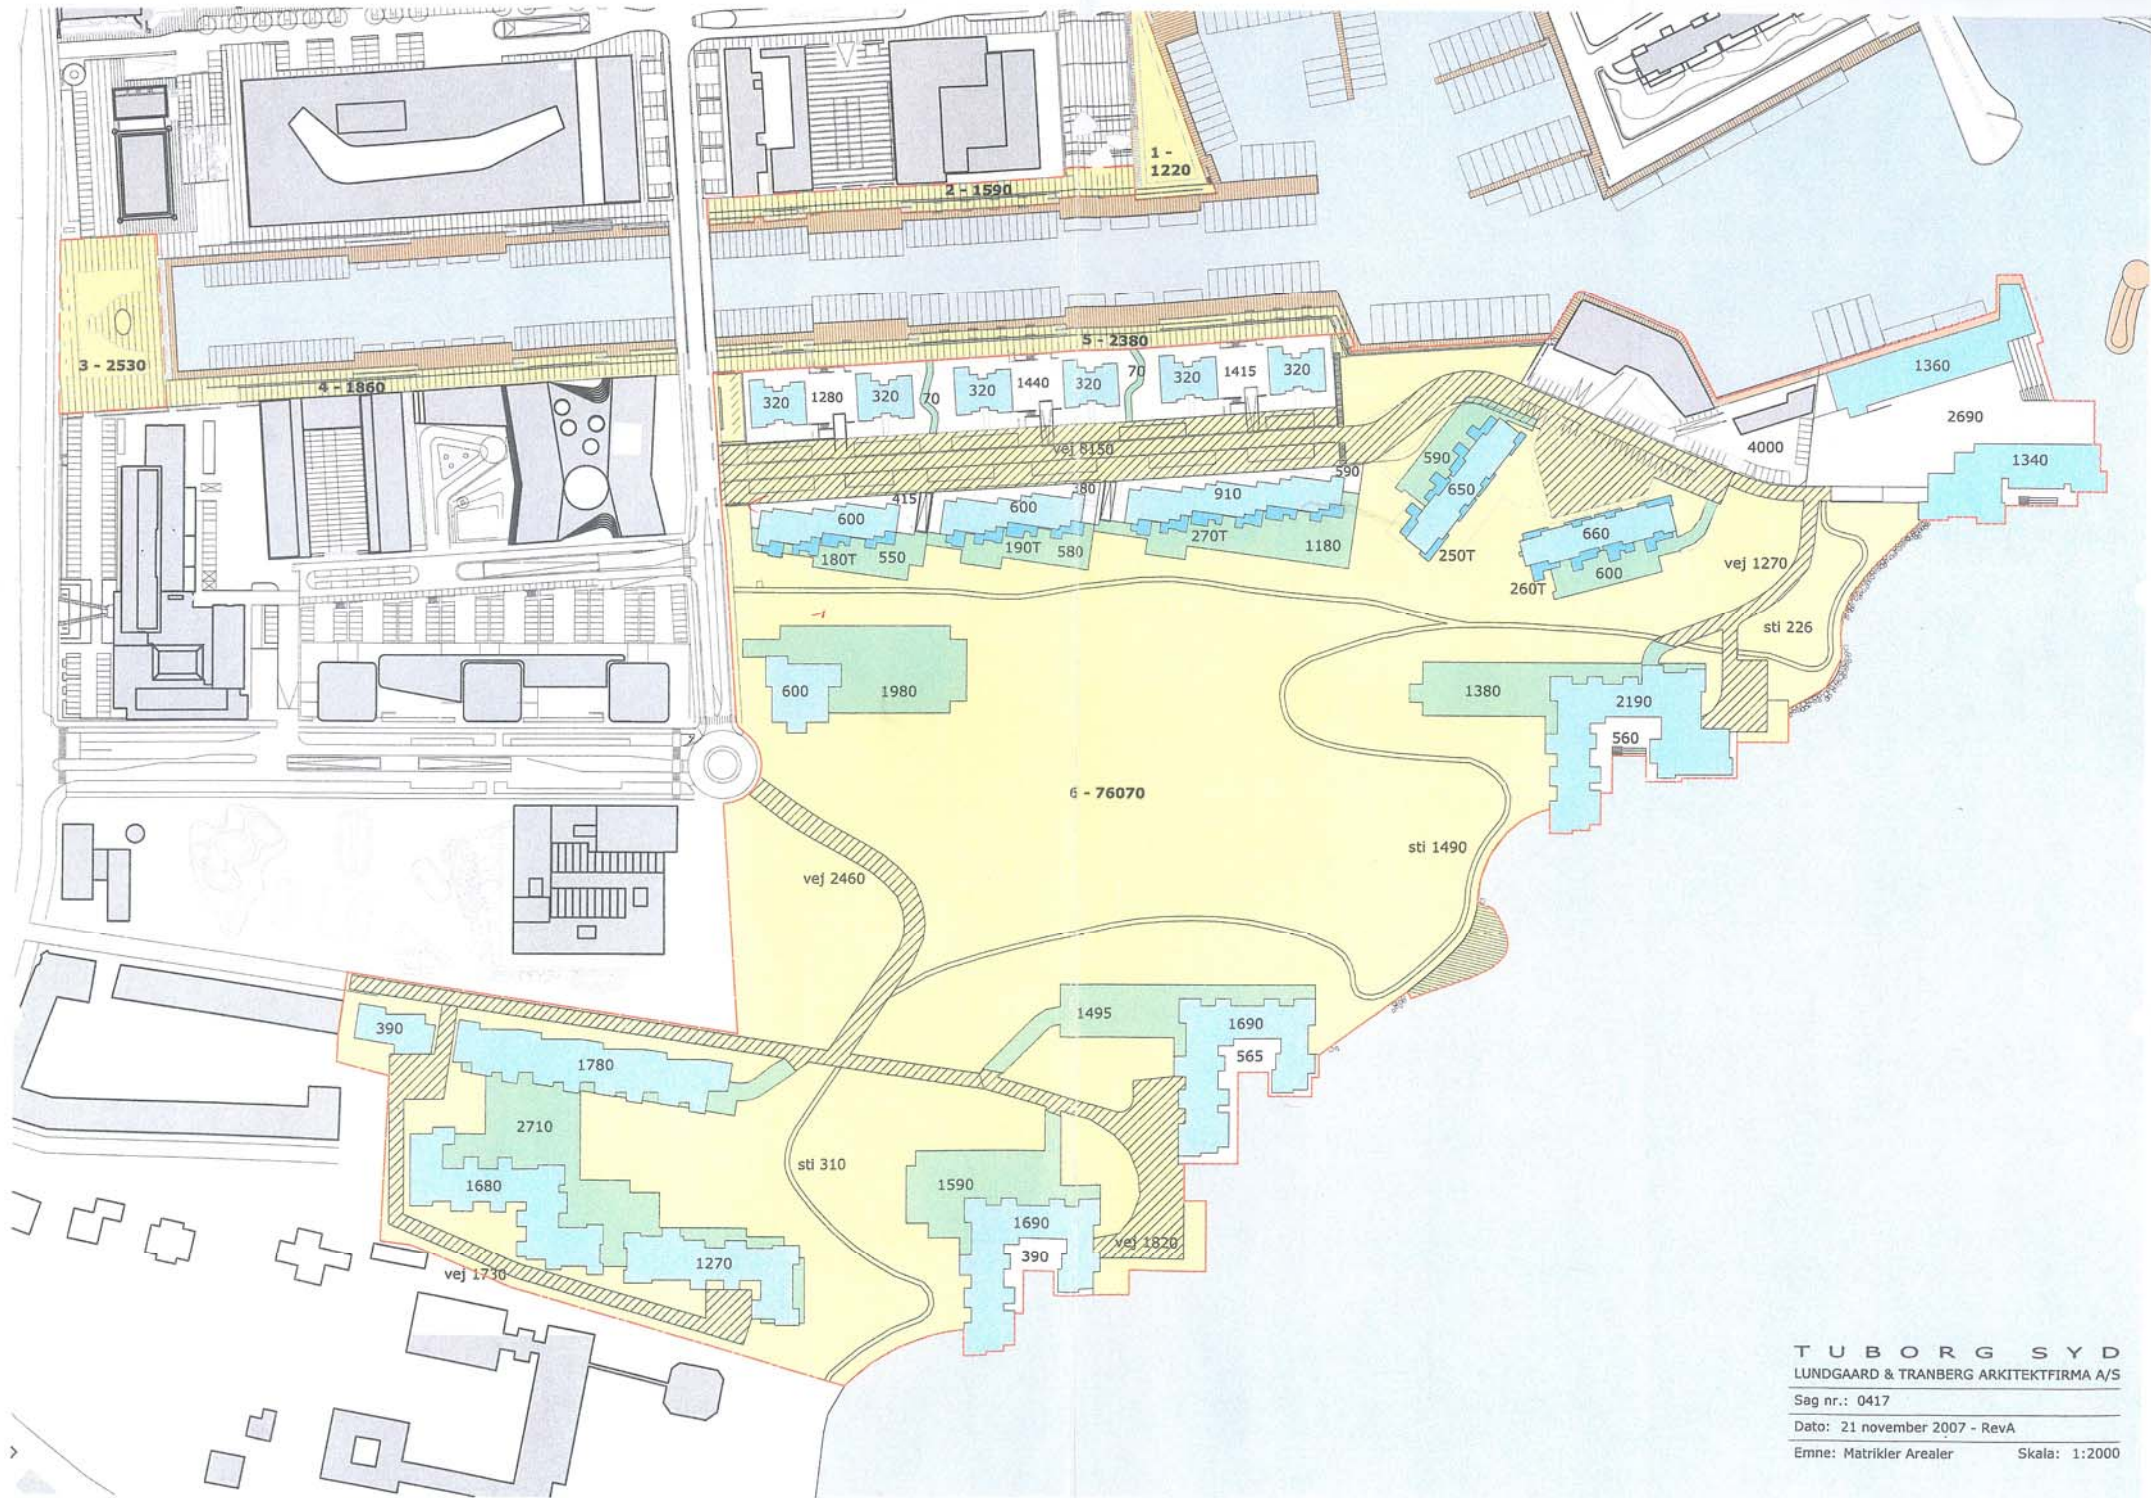 1 -
1220
2 - 1590
3 - 2530
4 - 1860
5 - 2380
320
1280
320
70
320
1440
320
70
320
1415
320
1360
2690
4000
1340
vej 8150
590
590
650
415
380
910
600
600
180T
550
190T
580
270T
1180
250T
660
260T
600
vej 1270
sti 226
600
1980
1380
2190
560
6 - 76070
sti 1490
vej 2460
390
1780
1495
1690
565
2710
1680
sti 310
1590
1690
390
vej 1820
1270
vej 1730
TUBORG SYD
LUNDGAARD & TRANBERG ARKITEKTFIRMA A/S
Sag nr.: 0417
Dato: 21 november 2007 - RevA
Emne: Matrikler Arealer Skala: 1:2000